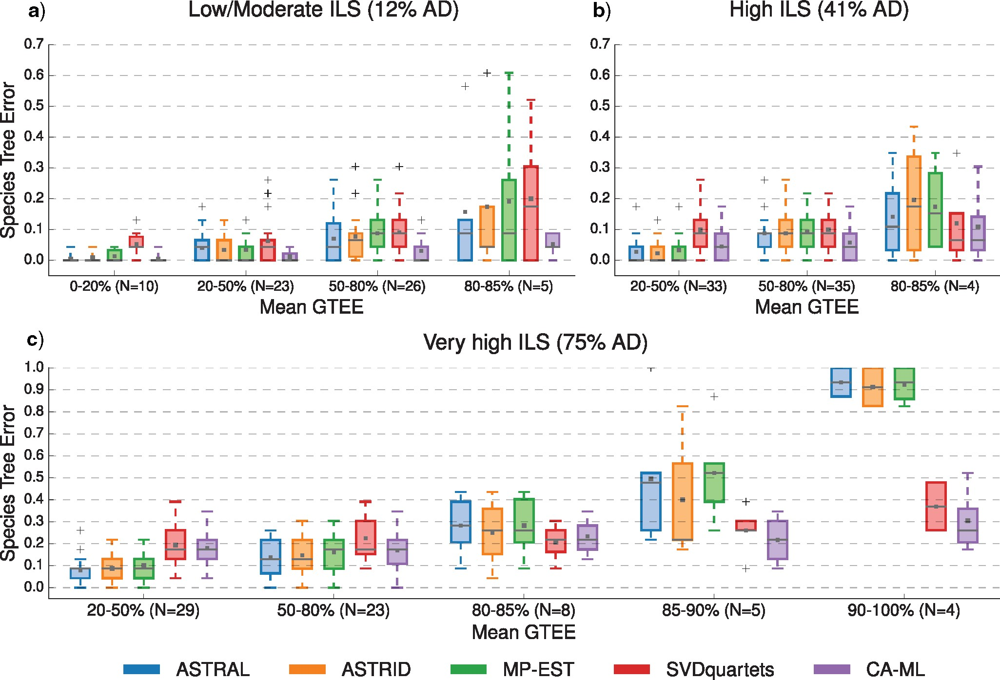 a) Low/Moderate ILS (12% AD)
b) High ILS (41% AD)
Species Tree Error
0.7
0.6
0.5
0.4
0.3
0.2
0.1
0.0
0-20% (N=10) 20-50% (N=23) 50-80% (N=26) 80-85% (N=5)
Mean GTEE
0.7
0.6
0.5
0.4
0.3
0.2
0.1
0.0
20-50% (N=33) 50-80% (N=35) 80-85% (N=4)
Mean GTEE
c) Very high ILS (75% AD)
Species Tree Error
1.0
0.9
0.8
0.7
0.6
0.5
0.4
0.3
0.2
0.1
0.0
20-50% (N=29) 50-80% (N=23) 80-85% (N=8) 85-90% (N=5) 90-100% (N=4)
Mean GTEE
ASTRAL ASTRID MP-EST SVDquartets CA-ML